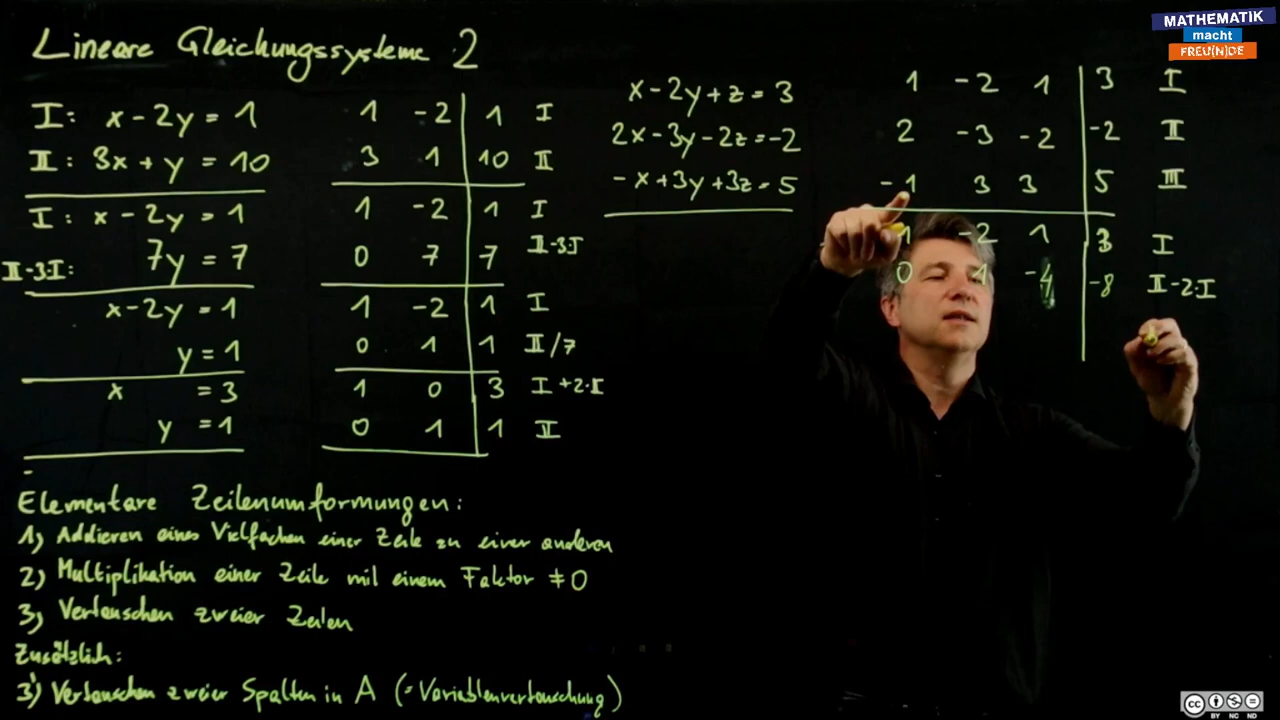 Lineare Gleichungssysteme 2
I: x - 2y = 1
II: 3x + y = 10
I: x - 2y = 1
II-3I: 7y = 7
x - 2y = 1
y = 1
x = 3
y = 1
1 -2 | 1 I
3 1 | 10 II
1 -2 | 1 I
0 7 | 7 II-3·I
1 -2 | 1 I
0 1 | 1 II/7
1 0 | 3 I+2·II
0 1 | 1 II
Elementare Zeilenumformungen:
1) Addieren eines Vielfachen einer Zeile zu einer anderen
2) Multiplikation einer Zeile mit einem Faktor ≠ 0
3) Vertauschen zweier Zeilen
Zusätzlich:
3') Vertauschen zweier Spalten in A (= Variablenvertauschung)
x - 2y + z = 3
2x - 3y - 2z = -2
-x + 3y + 3z = 5
1 -2 1 | 3 I
2 -3 -2 | -2 II
-1 3 3 | 5 III
1 -2 1 | 3 I
0 1 -4 | -8 II-2·I
MATHEMATIK
macht
FREU(N)DE
cc
BY NC ND